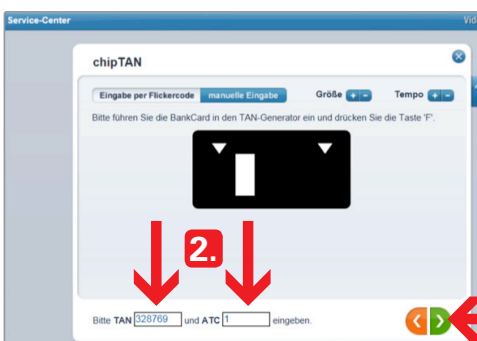 Service-Center Vid
chipTAN
Eingabe per Flickercode manuelle Eingabe Größe + - Tempo + -
Bitte führen Sie die BankCard in den TAN-Generator ein und drücken Sie die Taste 'F'.
2.
Bitte TAN 328769 und ATC 1 eingeben.